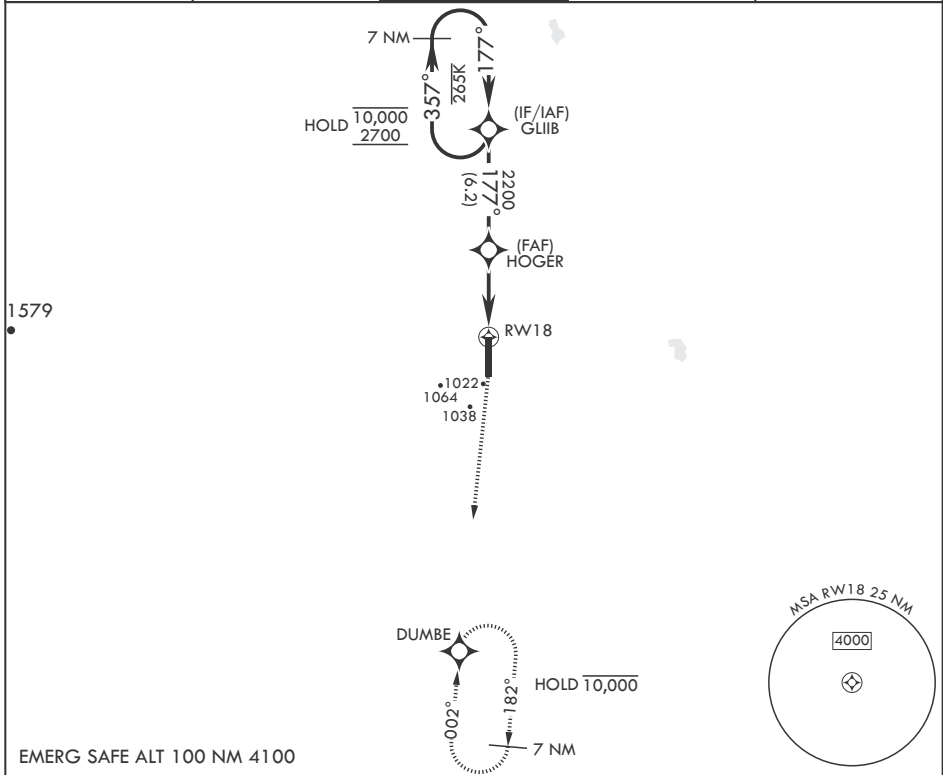 7 NM
177°
357°
265K
HOLD 10,000
2700
(IF/IAF)
GLIIB
2200
177°
(6.2)
(FAF)
HOGER
1579
RW18
1022
1064
1038
MSA RW18 25 NM
4000
DUMBE
HOLD 10,000
002°
182°
7 NM
EMERG SAFE ALT 100 NM 4100